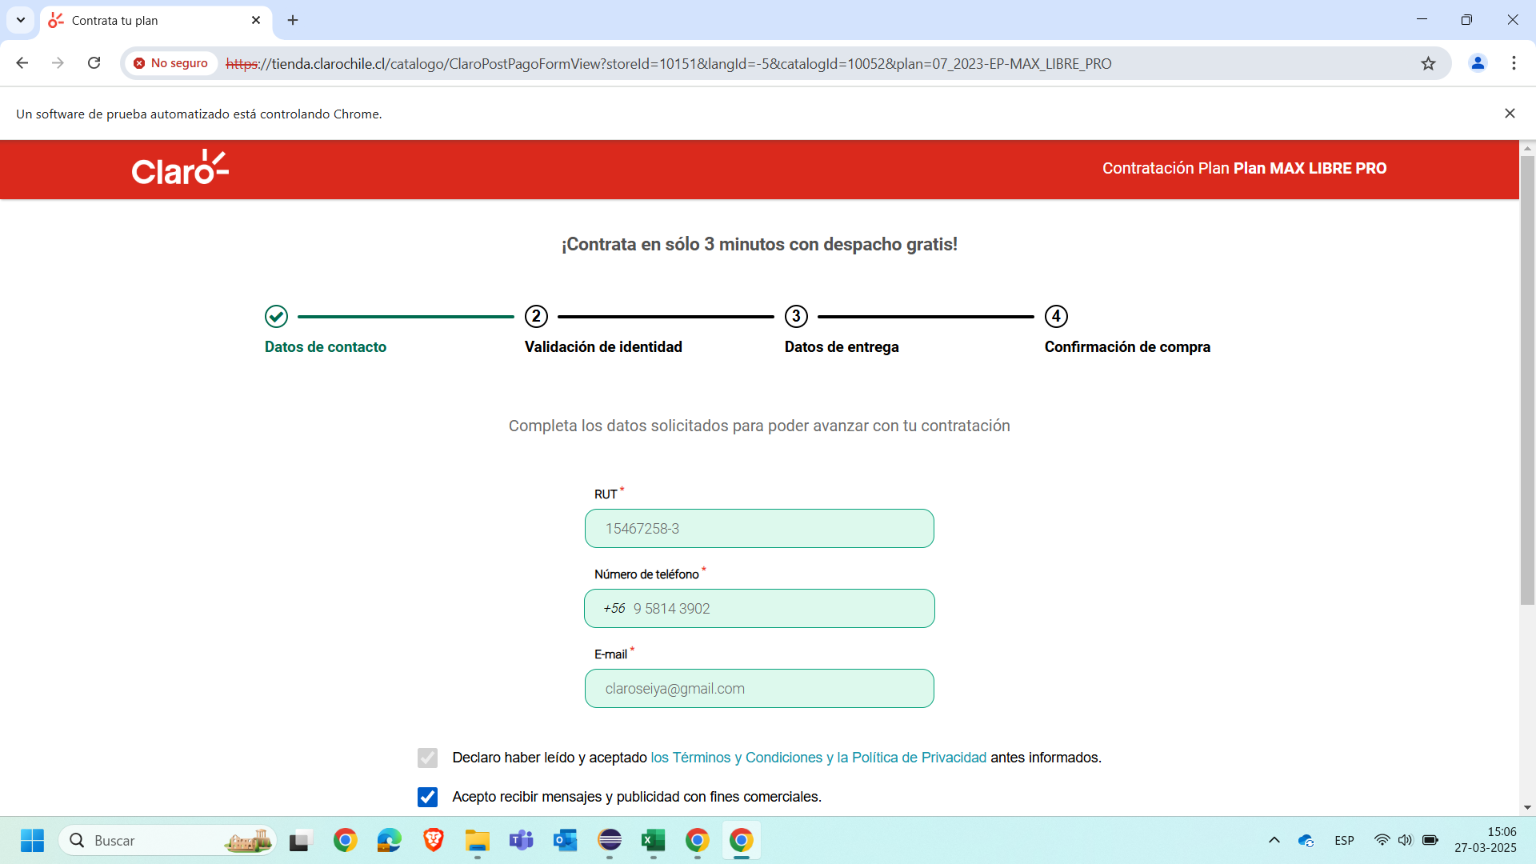 Contrata tu plan
No seguro
https://tienda.clarochile.cl/catalogo/ClaroPostPagoFormView?storeId=10151&langId=-5&catalogId=10052&plan=07_2023-EP-MAX_LIBRE_PRO
Un software de prueba automatizado está controlando Chrome.
Claro
Contratación Plan Plan MAX LIBRE PRO
¡Contrata en sólo 3 minutos con despacho gratis!
2 3 4
Datos de contacto Validación de identidad Datos de entrega Confirmación de compra
Completa los datos solicitados para poder avanzar con tu contratación
RUT *
15467258-3
Número de teléfono *
+56 9 5814 3902
E-mail *
claroseiya@gmail.com
Declaro haber leído y aceptado los Términos y Condiciones y la Política de Privacidad antes informados.
Acepto recibir mensajes y publicidad con fines comerciales.
Buscar
ESP
15:06
27-03-2025